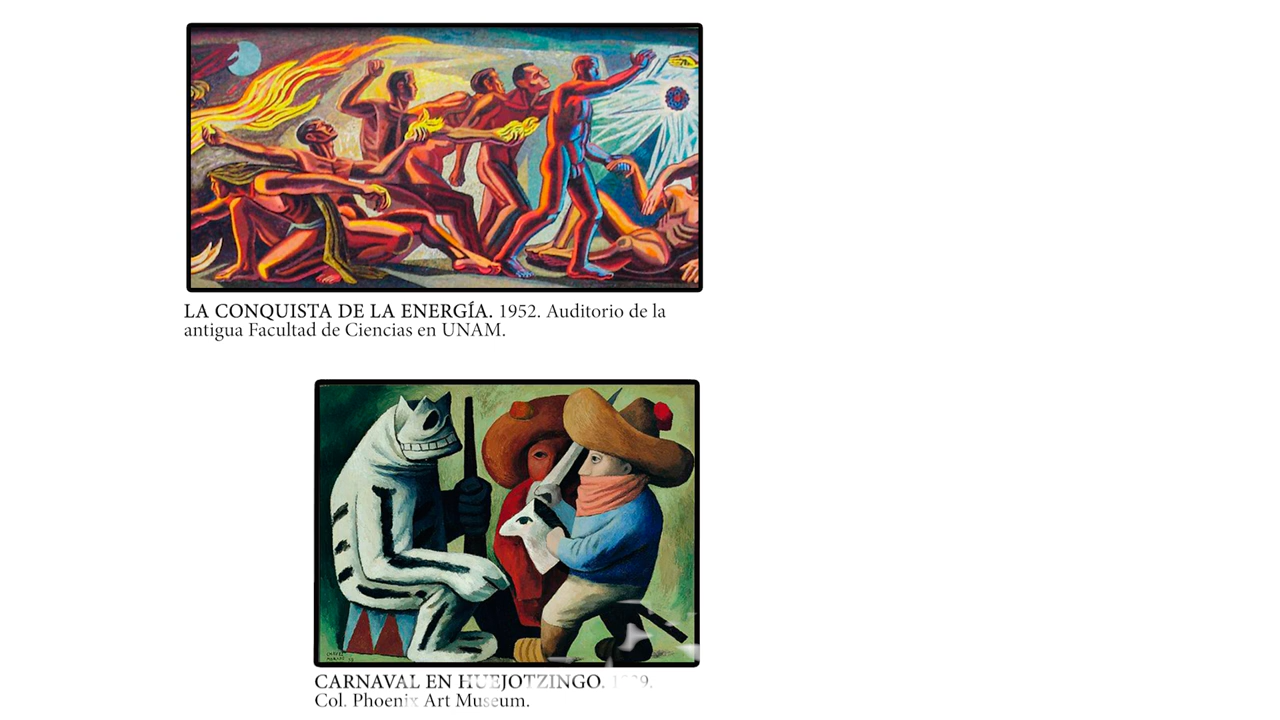 LA CONQUISTA DE LA ENERGÍA. 1952. Auditorio de la
antigua Facultad de Ciencias en UNAM.
CARNAVAL EN HUEJOTZINGO.
Col. Phoenix Art Museum.